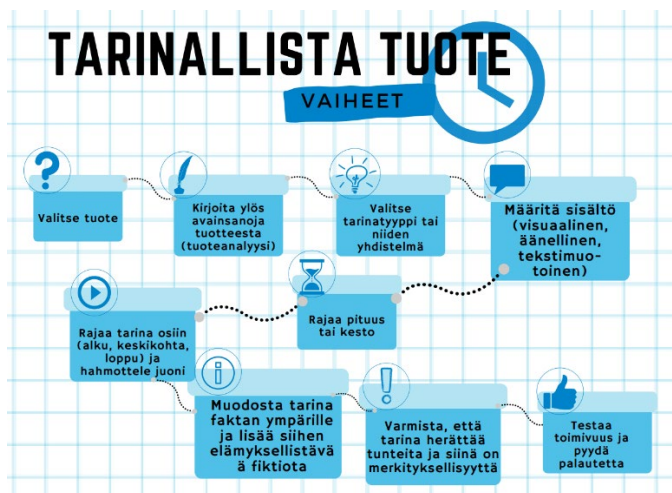 TARINALLISTA TUOTE
VAIHEET
Valitse tuote
Kirjoita ylös
avainsanoja
tuotteesta
(tuoteanalyysi)
Valitse
tarinatyyppi tai
niiden
yhdistelmä
Määritä sisältö
(visuaalinen,
äänellinen,
tekstimuo-
toinen)
Rajaa pituus
tai kesto
Rajaa tarina osiin
(alku, keskikohta,
loppu) ja
hahmottele juoni
Muodosta tarina
faktan ympärille
ja lisää siihen
elämyksellistävä
ä fiktiota
Varmista, että
tarina herättää
tunteita ja siinä on
merkityksellisyyttä
Testaa
toimivuus ja
pyydä
palautetta